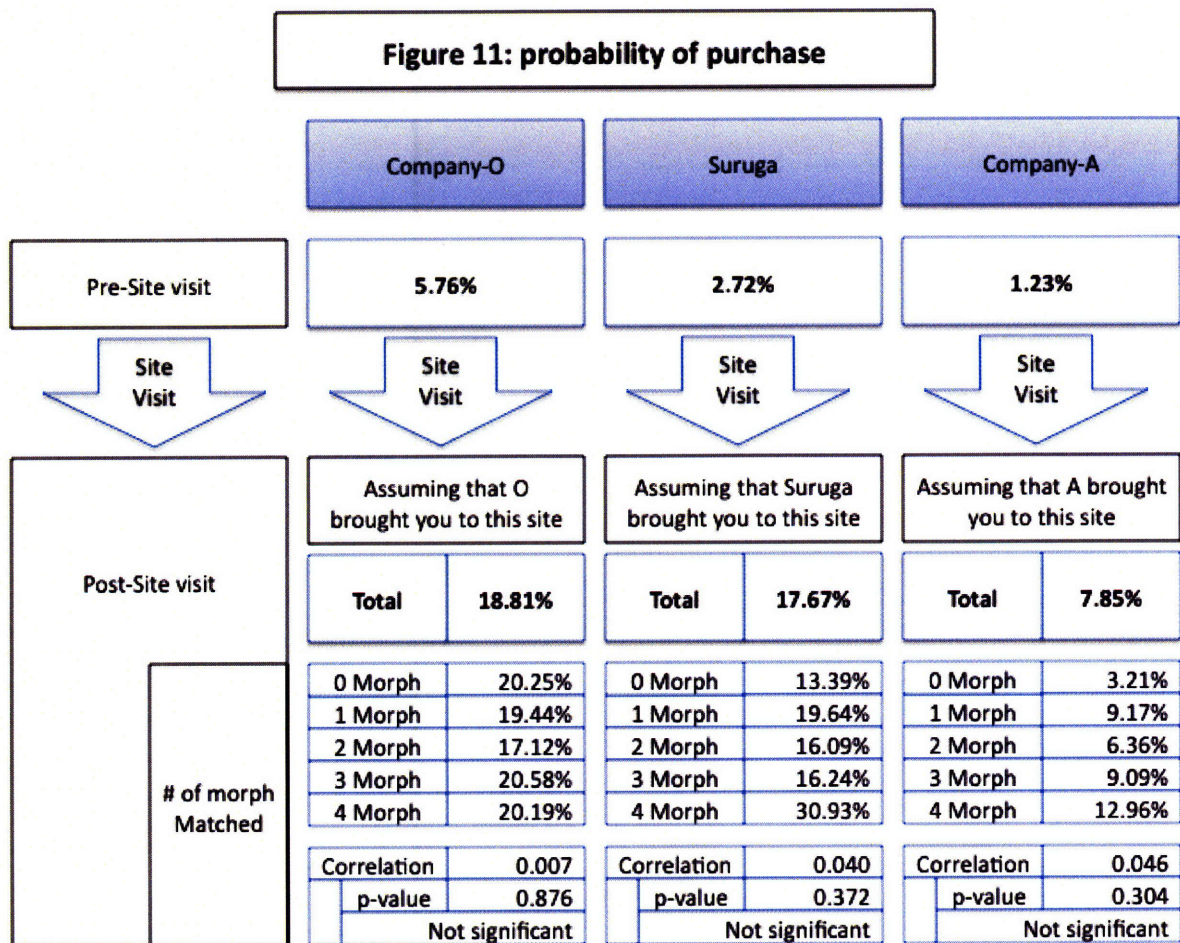 Figure 11: probability of purchase
Company-O
Suruga
Company-A
Pre-Site visit
5.76%
2.72%
1.23%
Site
Visit
Site
Visit
Site
Visit
Site
Visit
Post-Site visit
Assuming that O
brought you to this site
Assuming that Suruga
brought you to this site
Assuming that A brought
you to this site
Total 18.81%
Total 17.67%
Total 7.85%
# of morph
Matched
0 Morph 20.25%
1 Morph 19.44%
2 Morph 17.12%
3 Morph 20.58%
4 Morph 20.19%
Correlation 0.007
p-value 0.876
Not significant
0 Morph 13.39%
1 Morph 19.64%
2 Morph 16.09%
3 Morph 16.24%
4 Morph 30.93%
Correlation 0.040
p-value 0.372
Not significant
0 Morph 3.21%
1 Morph 9.17%
2 Morph 6.36%
3 Morph 9.09%
4 Morph 12.96%
Correlation 0.046
p-value 0.304
Not significant